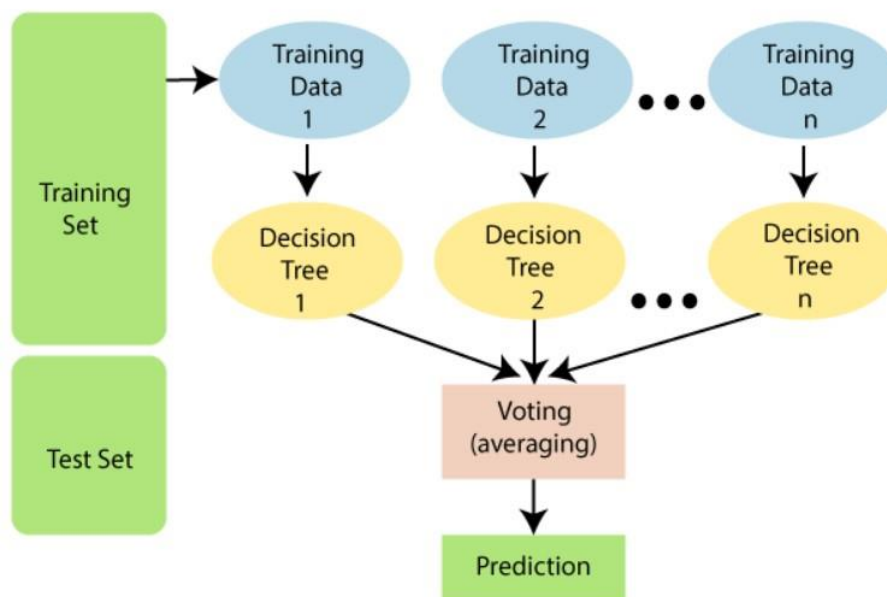 Training
Set
Test Set
Training
Data
1
Training
Data
2
Training
Data
n
Decision
Tree
1
Decision
Tree
2
Decision
Tree
n
Voting
(averaging)
Prediction